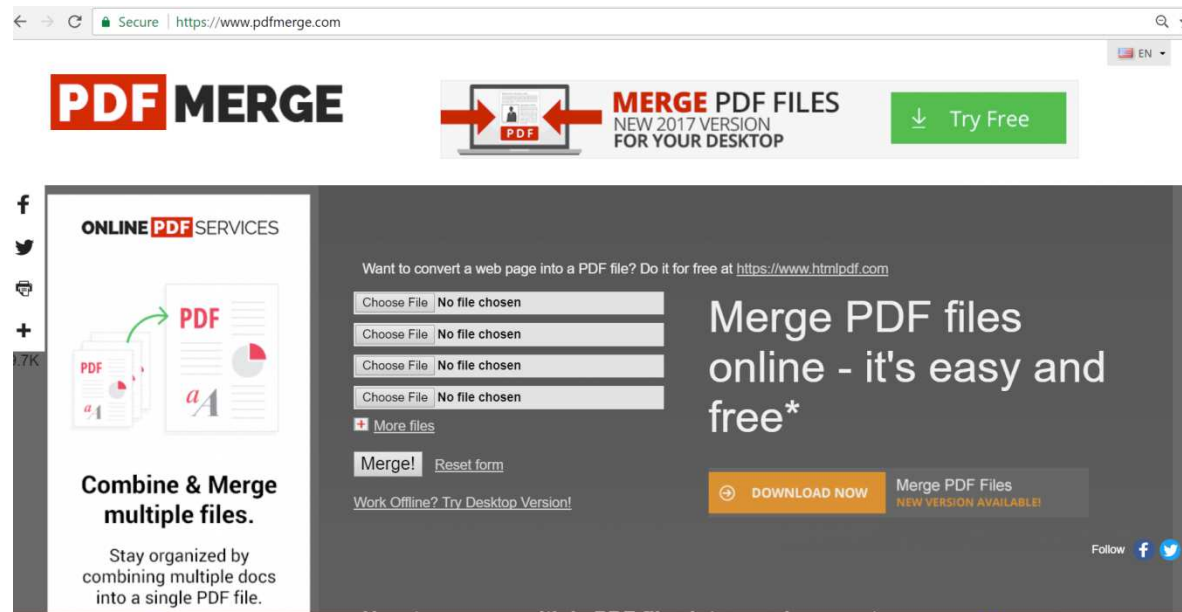 Secure | https://www.pdfmerge.com
EN
PDF MERGE
PDF
MERGE PDF FILES
NEW 2017 VERSION
FOR YOUR DESKTOP
Try Free
9.7K
ONLINE PDF SERVICES
PDF
PDF
aA
aA
Combine & Merge
multiple files.
Stay organized by
combining multiple docs
into a single PDF file.
Want to convert a web page into a PDF file? Do it for free at https://www.htmlpdf.com
Choose File No file chosen
Choose File No file chosen
Choose File No file chosen
Choose File No file chosen
More files
Merge! Reset form
Work Offline? Try Desktop Version!
Merge PDF files
online - it's easy and
free*
DOWNLOAD NOW
Merge PDF Files
NEW VERSION AVAILABLE!
Follow